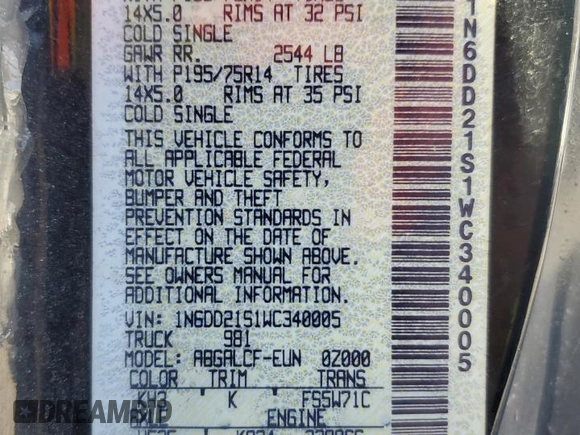 14X5.0 RIMS AT 32 PSI
COLD SINGLE
GAWR RR. 2544 LB
WITH P195/75R14 TIRES
14X5.0 RIMS AT 35 PSI
COLD SINGLE
THIS VEHICLE CONFORMS TO
ALL APPLICABLE FEDERAL
MOTOR VEHICLE SAFETY,
BUMPER AND THEFT
PREVENTION STANDARDS IN
EFFECT ON THE DATE OF
MANUFACTURE SHOWN ABOVE.
SEE OWNERS MANUAL FOR
ADDITIONAL INFORMATION.
VIN: 1N6DD21S1WC340005
TRUCK 981
MODEL: ABGALCF-EUN 0Z000
COLOR TRIM TRANS
KH3 K FS5W71C
ENGINE
1N6DD21S1WC340005
DREAMBID